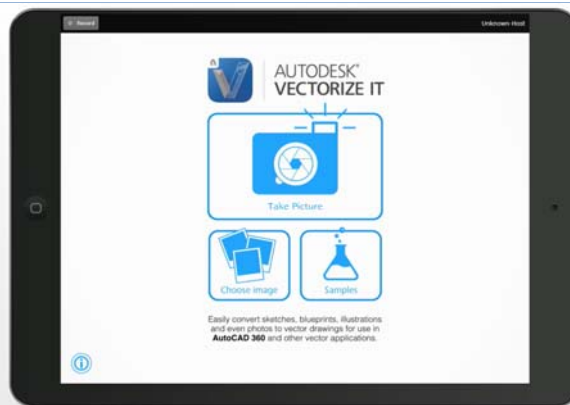 Record
Unknown-Host
AUTODESK®
VECTORIZE IT
Take Picture
Choose image
Samples
Easily convert sketches, blueprints, illustrations
and even photos to vector drawings for use in
AutoCAD 360 and other vector applications.